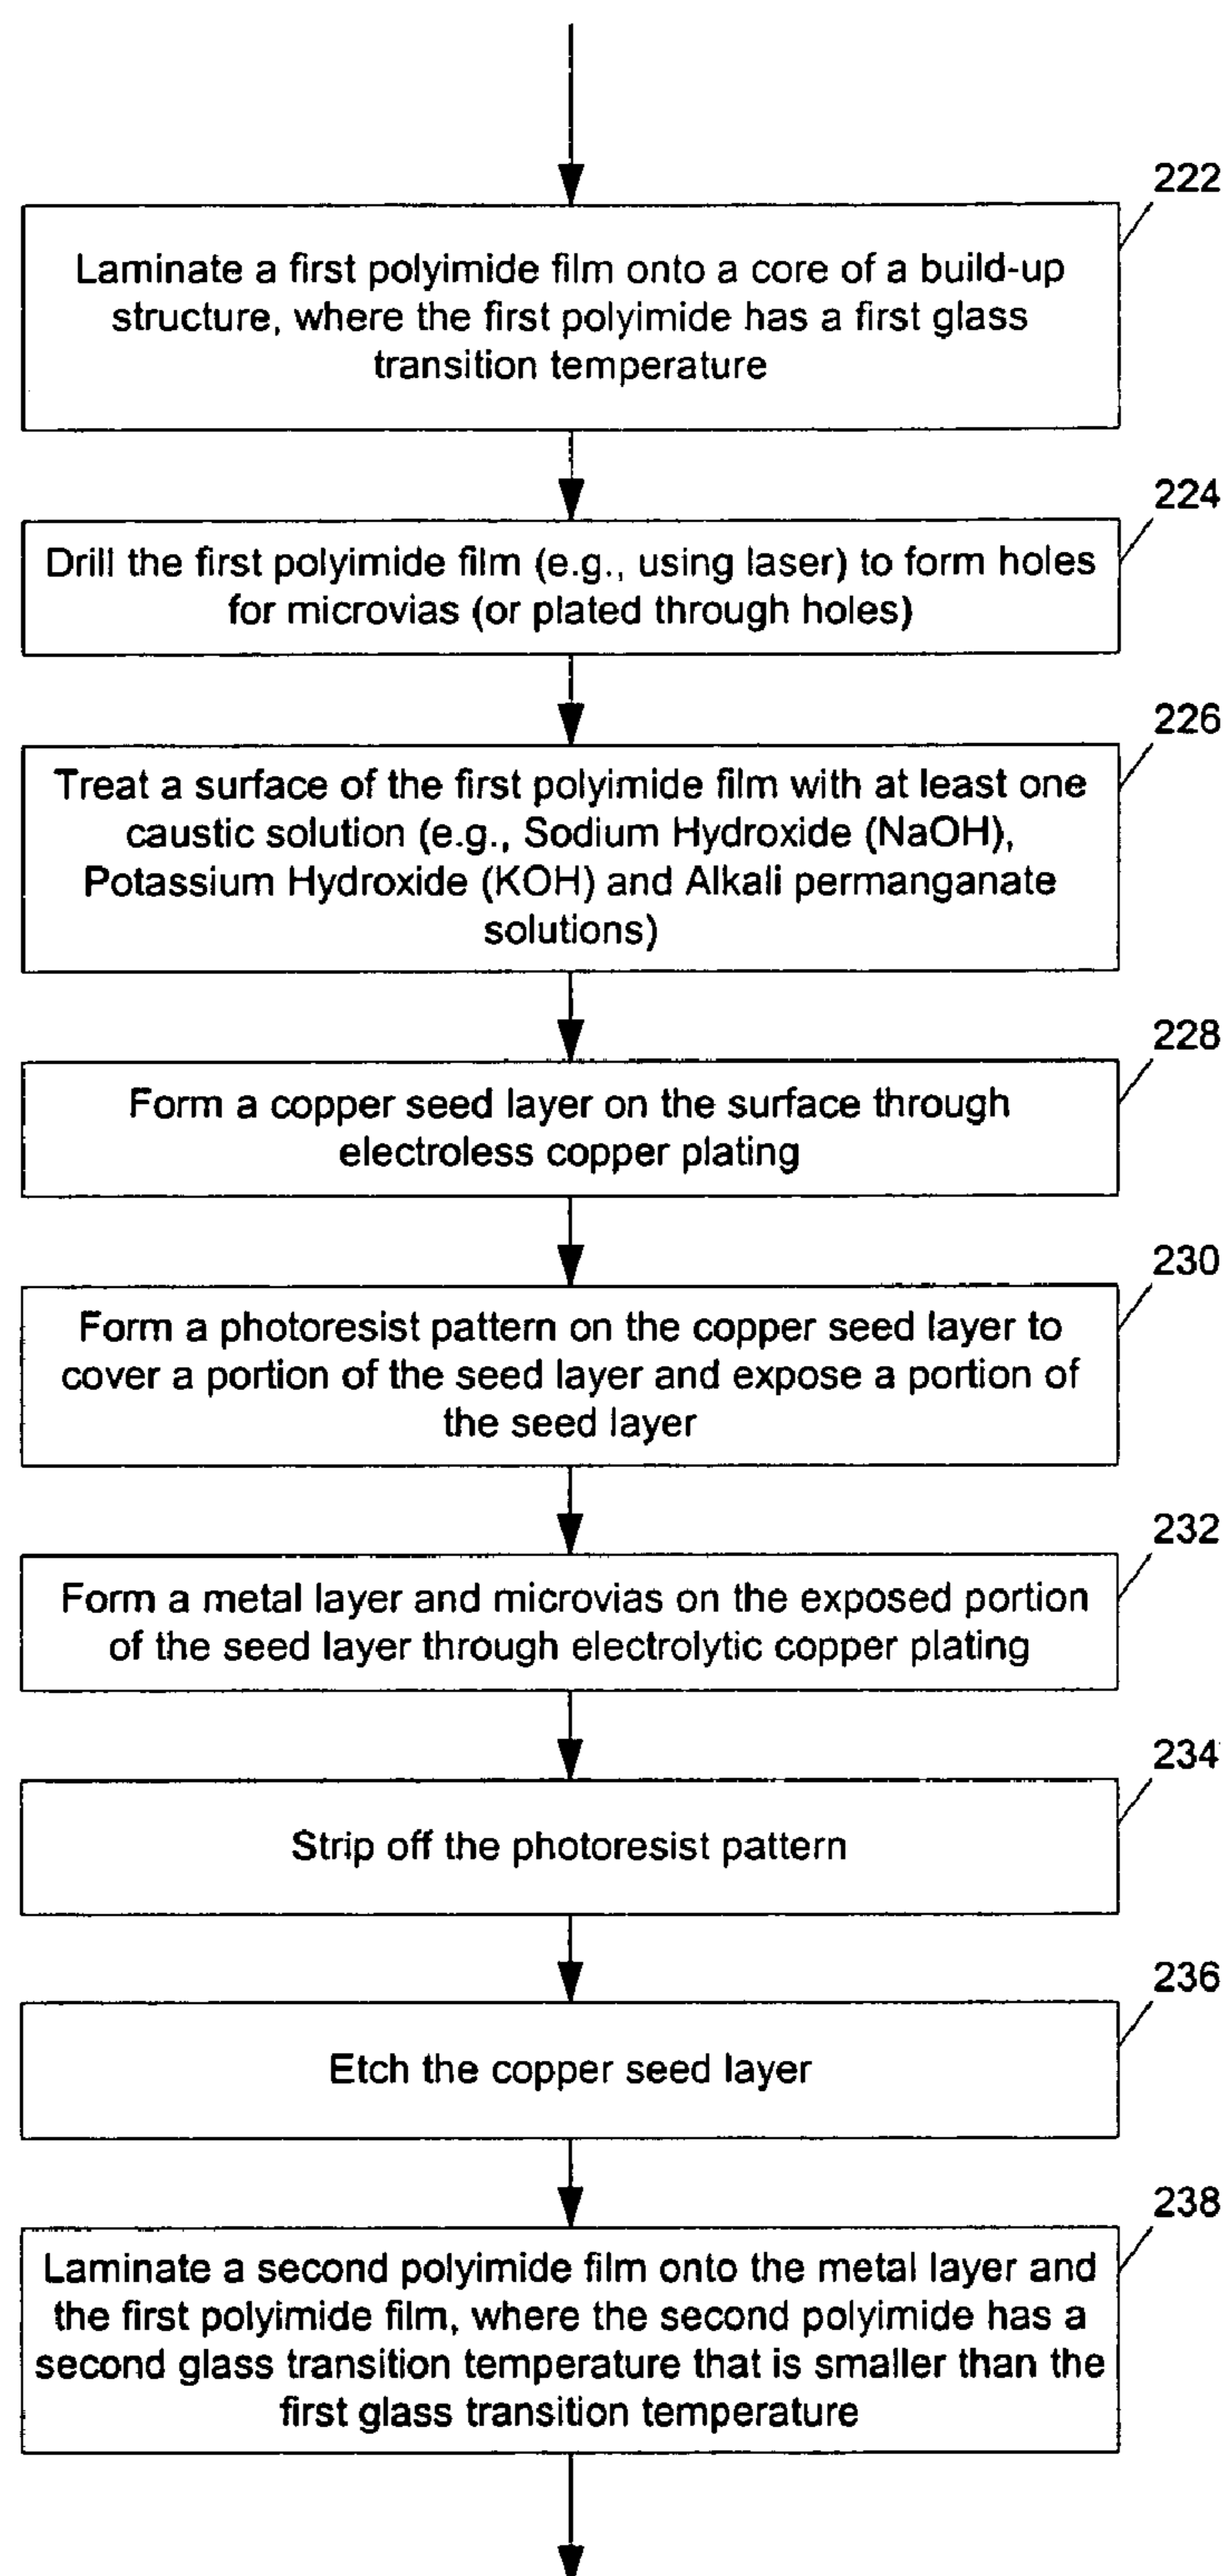 222
Laminate a first polyimide film onto a core of a build-up
structure, where the first polyimide has a first glass
transition temperature
224
Drill the first polyimide film (e.g., using laser) to form holes
for microvias (or plated through holes)
226
Treat a surface of the first polyimide film with at least one
caustic solution (e.g., Sodium Hydroxide (NaOH),
Potassium Hydroxide (KOH) and Alkali permanganate
solutions)
228
Form a copper seed layer on the surface through
electroless copper plating
230
Form a photoresist pattern on the copper seed layer to
cover a portion of the seed layer and expose a portion of
the seed layer
232
Form a metal layer and microvias on the exposed portion
of the seed layer through electrolytic copper plating
234
Strip off the photoresist pattern
236
Etch the copper seed layer
238
Laminate a second polyimide film onto the metal layer and
the first polyimide film, where the second polyimide has a
second glass transition temperature that is smaller than the
first glass transition temperature